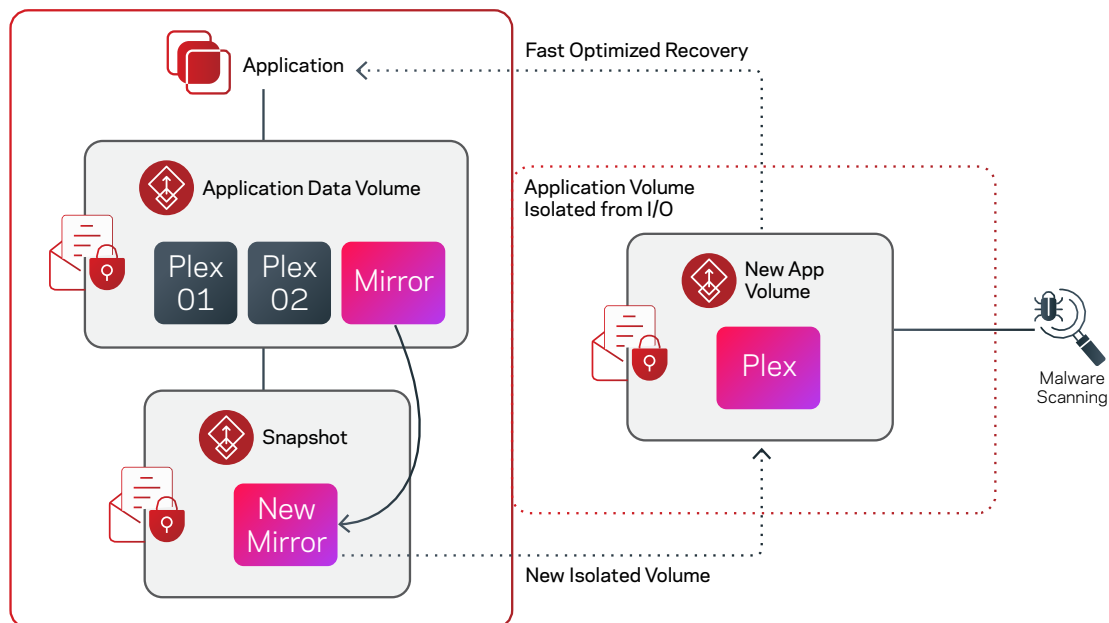 Application
Fast Optimized Recovery
Application Data Volume
Plex
01
Plex
02
Mirror
Snapshot
New
Mirror
Application Volume
Isolated from I/O
New App
Volume
Plex
Malware
Scanning
New Isolated Volume